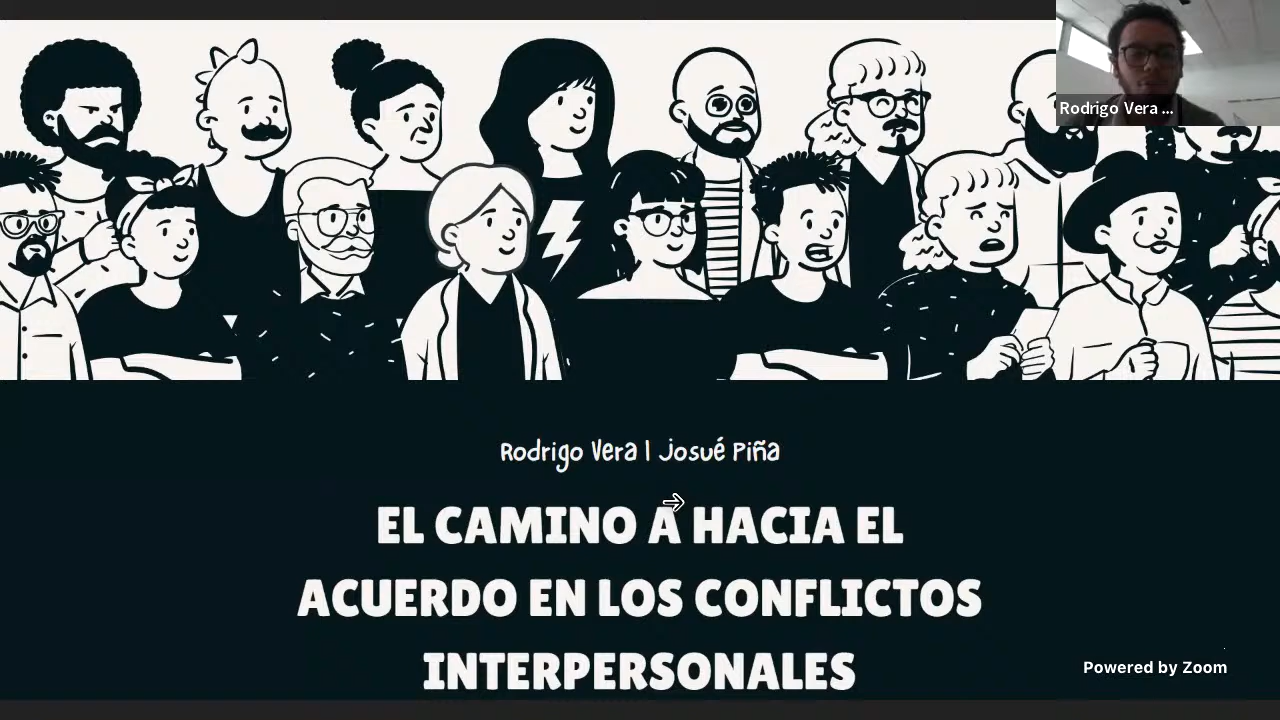 Rodrigo Vera ...
Rodrigo Vera | Josué Piña
EL CAMINO A HACIA EL
ACUERDO EN LOS CONFLICTOS
INTERPERSONALES
Powered by Zoom